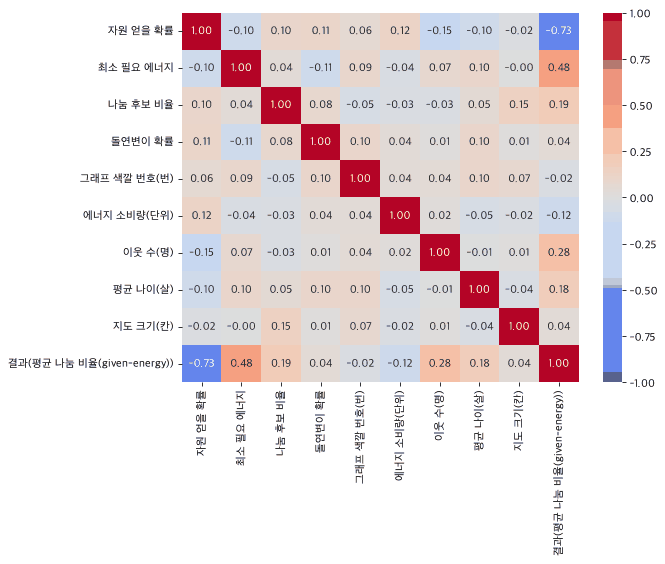 자원 얻을 확률 1.00 -0.10 0.10 0.11 0.06 0.12 -0.15 -0.10 -0.02 -0.73
최소 필요 에너지 -0.10 1.00 0.04 -0.11 0.09 -0.04 0.07 0.10 -0.00 0.48
나눔 후보 비율 0.10 0.04 1.00 0.08 -0.05 -0.03 -0.03 0.05 0.15 0.19
돌연변이 확률 0.11 -0.11 0.08 1.00 0.10 0.04 0.01 0.10 0.01 0.04
그래프 색깔 번호(번) 0.06 0.09 -0.05 0.10 1.00 0.04 0.04 0.10 0.07 -0.02
에너지 소비량(단위) 0.12 -0.04 -0.03 0.04 0.04 1.00 0.02 -0.05 -0.02 -0.12
이웃 수(명) -0.15 0.07 -0.03 0.01 0.04 0.02 1.00 -0.01 0.01 0.28
평균 나이(살) -0.10 0.10 0.05 0.10 0.10 -0.05 -0.01 1.00 -0.04 0.18
지도 크기(칸) -0.02 -0.00 0.15 0.01 0.07 -0.02 0.01 -0.04 1.00 0.04
결과(평균 나눔 비율(given-energy)) -0.73 0.48 0.19 0.04 -0.02 -0.12 0.28 0.18 0.04 1.00
자원 얻을 확률
최소 필요 에너지
나눔 후보 비율
돌연변이 확률
그래프 색깔 번호(번)
에너지 소비량(단위)
이웃 수(명)
평균 나이(살)
지도 크기(칸)
결과(평균 나눔 비율(given-energy))
1.00
0.75
0.50
0.25
0.00
-0.25
-0.50
-0.75
-1.00